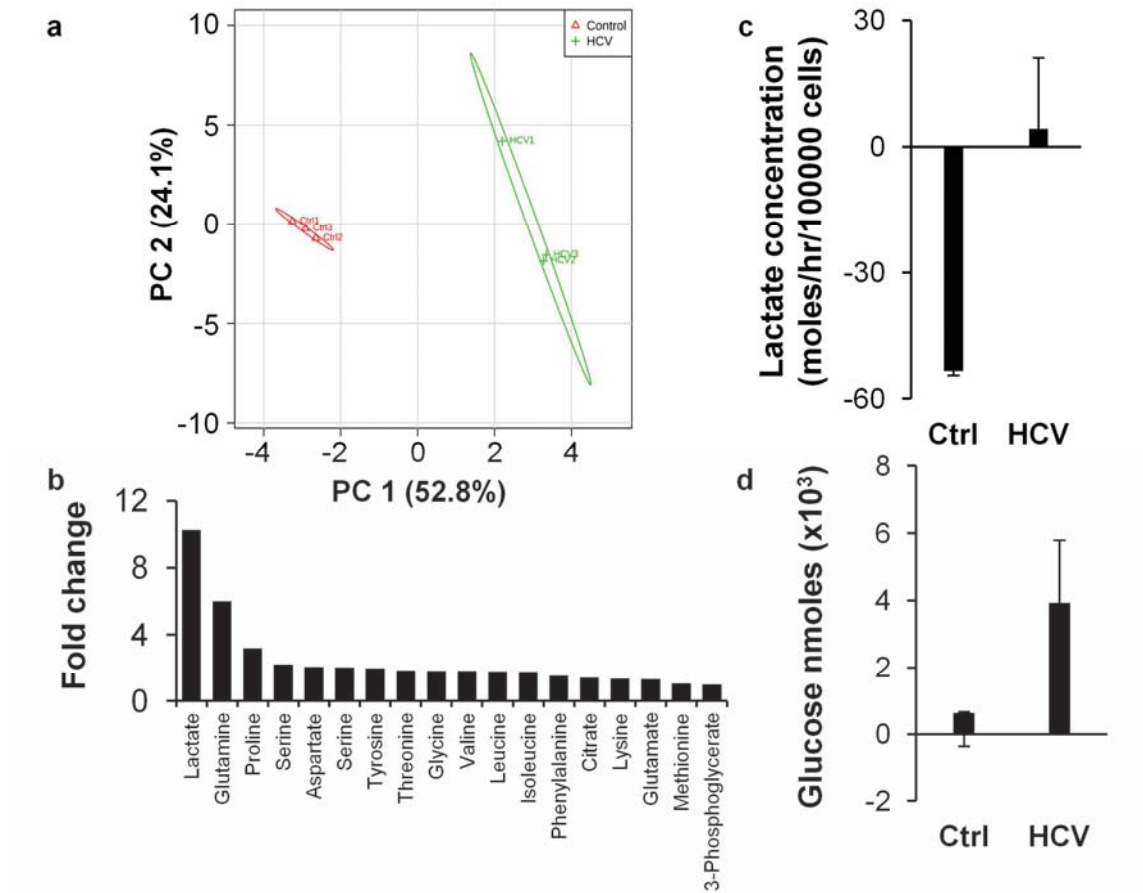 a
10
5
0
-5
-10
PC 2 (24.1%)
Control
HCV
Ctrl1
Ctrl3
Ctrl2
HCV1
HCV3
HCV2
-4 -2 0 2 4
PC 1 (52.8%)
b
Fold change
12
8
4
0
Lactate
Glutamine
Proline
Serine
Aspartate
Serine
Tyrosine
Threonine
Glycine
Valine
Leucine
Isoleucine
Phenylalanine
Citrate
Lysine
Glutamate
Methionine
3-Phosphoglycerate
c
Lactate concentration
(moles/hr/100000 cells)
30
0
-30
-60
Ctrl HCV
d
Glucose nmoles (x10³)
8
6
4
2
0
-2
Ctrl HCV